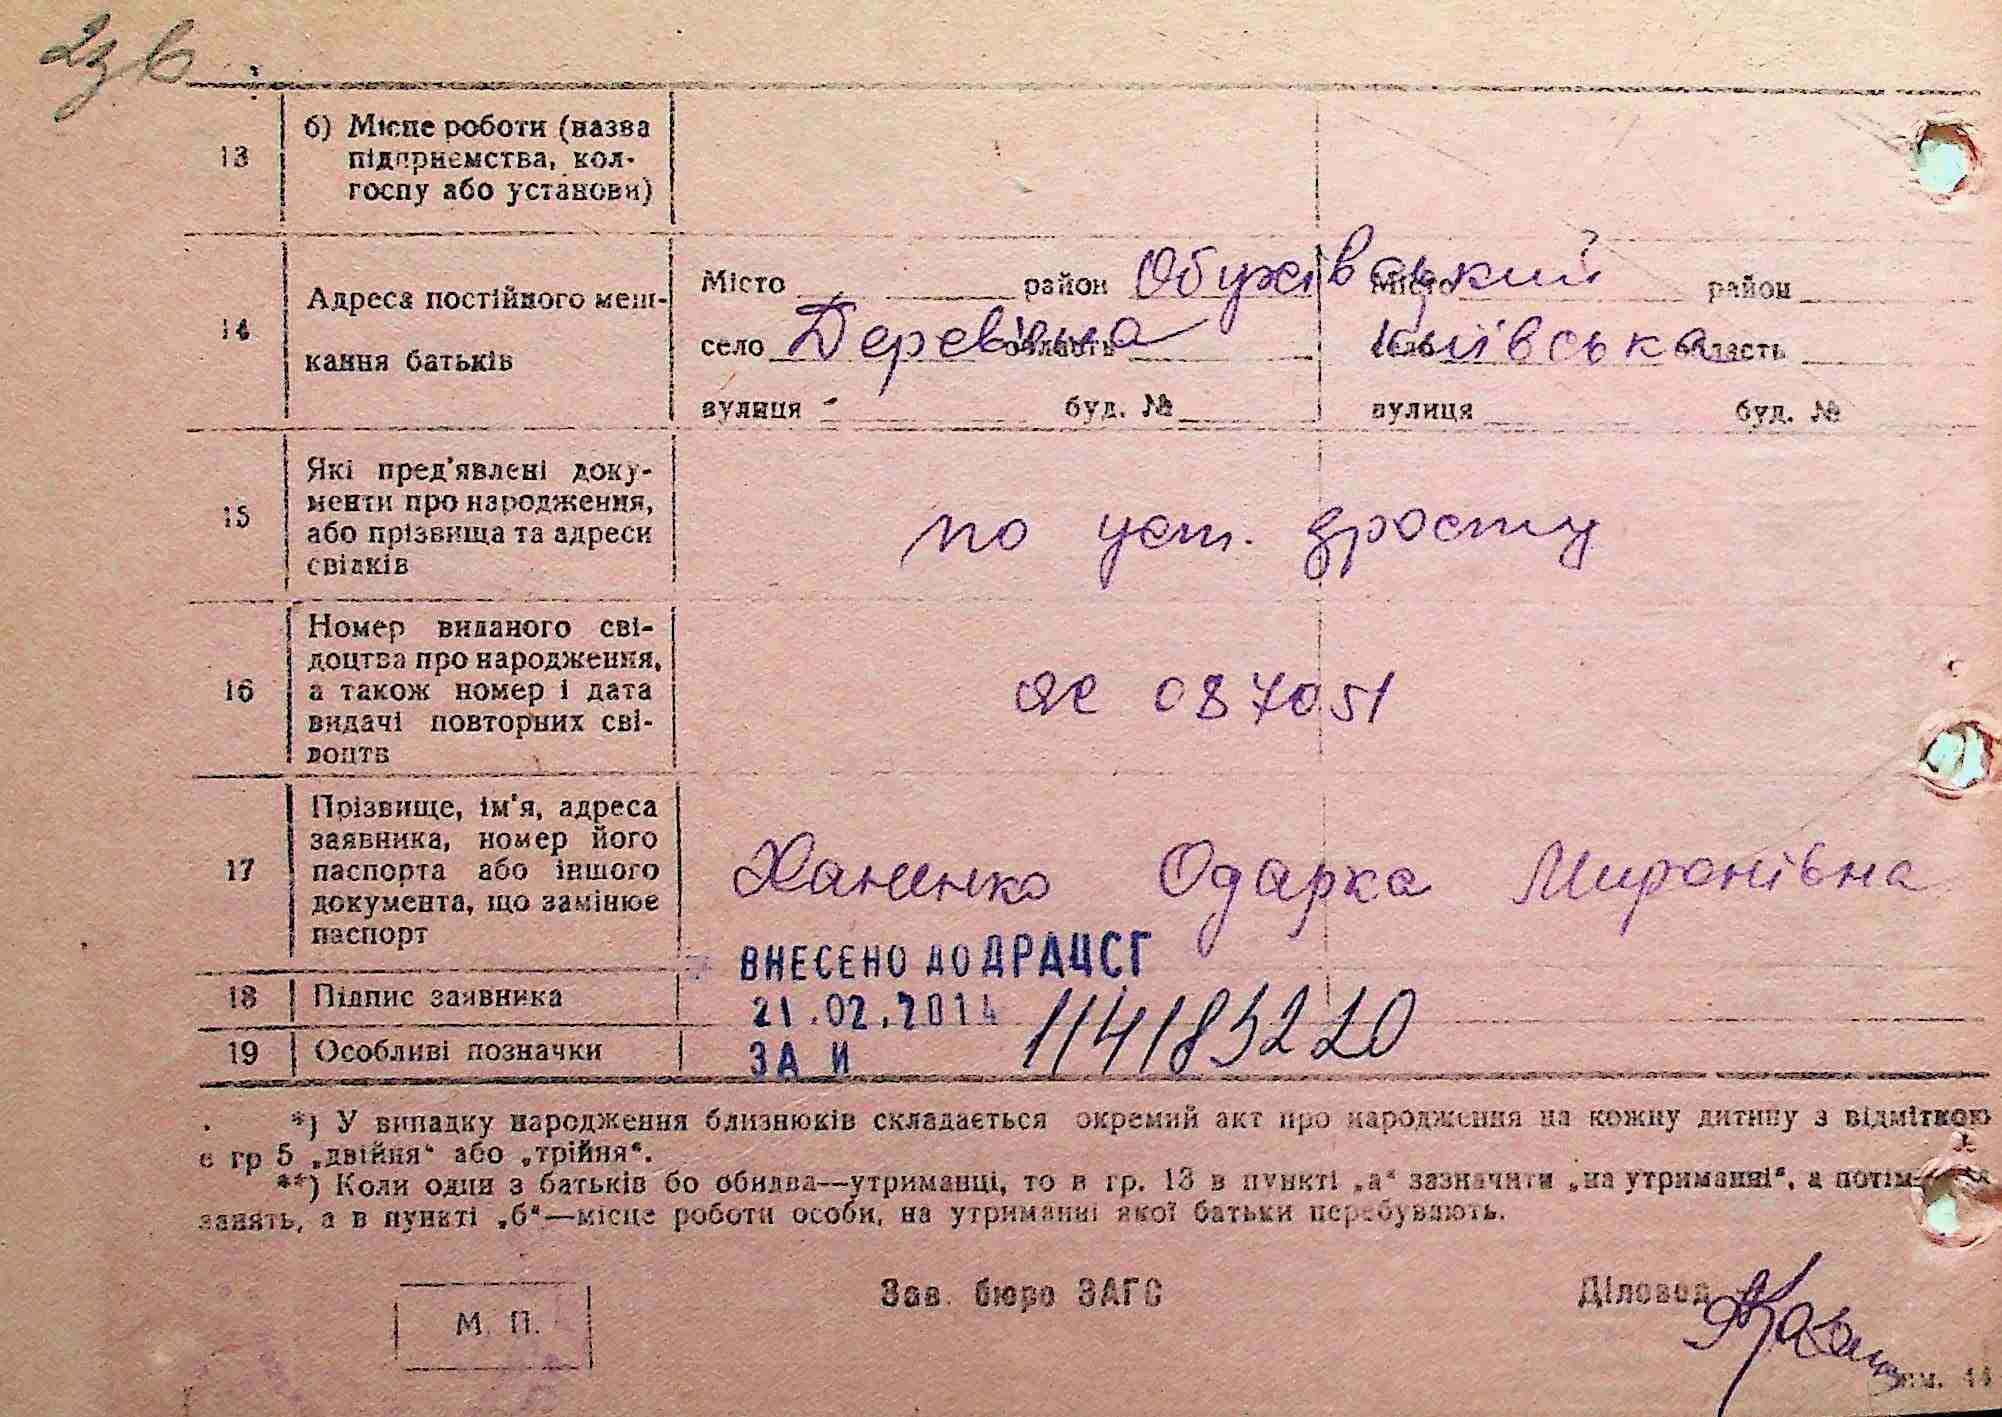 13 б) Місце роботи (назва
підприємства, кол-
госпу або установи)
14 Адреса постійного меш-
кання батьків
Місто район Обухівський Місто район
село Деревяна область село Київська область
вулиця буд. № вулиця буд. №
15 Які пред'явлені доку-
менти про народження,
або прізвища та адреси
свідків
по уст. зросту
16 Номер виданого сві-
доцтва про народження,
а також номер і дата
видачі повторних сві-
доцтв
ЯЄ 087051
17 Прізвище, ім'я, адреса
заявника, номер його
паспорта або іншого
документа, що замінює
паспорт
Ханенко Одарка Миронівна
ВНЕСЕНО ДО ДРАЦСГ
18 Підпис заявника
21.02.2014
19 Особливі позначки
ЗА И 114183220
*) У випадку народження близнюків складається окремий акт про народження на кожну дитину з відміткою
в гр 5 „двійня“ або „трійня“.
**) Коли один з батьків бо обидва—утриманці, то в гр. 13 в пункті „а“ зазначити „на утриманні“, а потім
занять, а в пункті „б“—місце роботи особи, на утриманні якої батьки перебувають.
Зав. бюро ЗАГС Діловод
М. П.